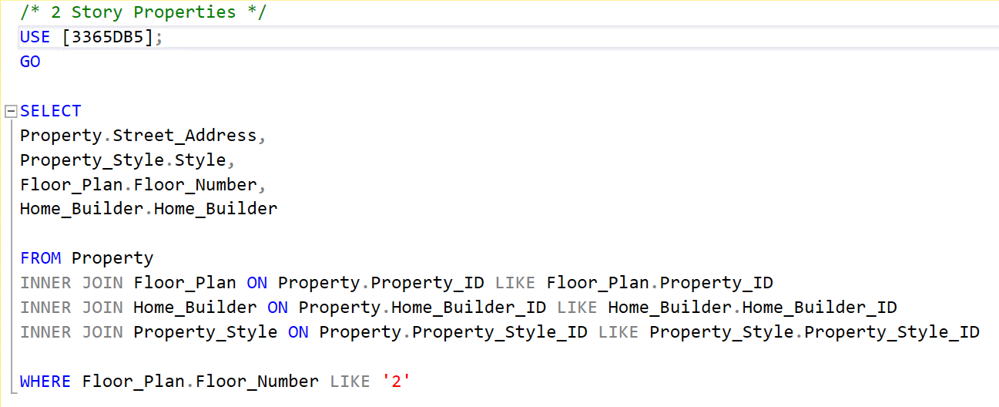 /* 2 Story Properties */
USE [3365DB5];
GO
SELECT
Property.Street_Address,
Property_Style.Style,
Floor_Plan.Floor_Number,
Home_Builder.Home_Builder
FROM Property
INNER JOIN Floor_Plan ON Property.Property_ID LIKE Floor_Plan.Property_ID
INNER JOIN Home_Builder ON Property.Home_Builder_ID LIKE Home_Builder.Home_Builder_ID
INNER JOIN Property_Style ON Property.Property_Style_ID LIKE Property_Style.Property_Style_ID
WHERE Floor_Plan.Floor_Number LIKE '2'